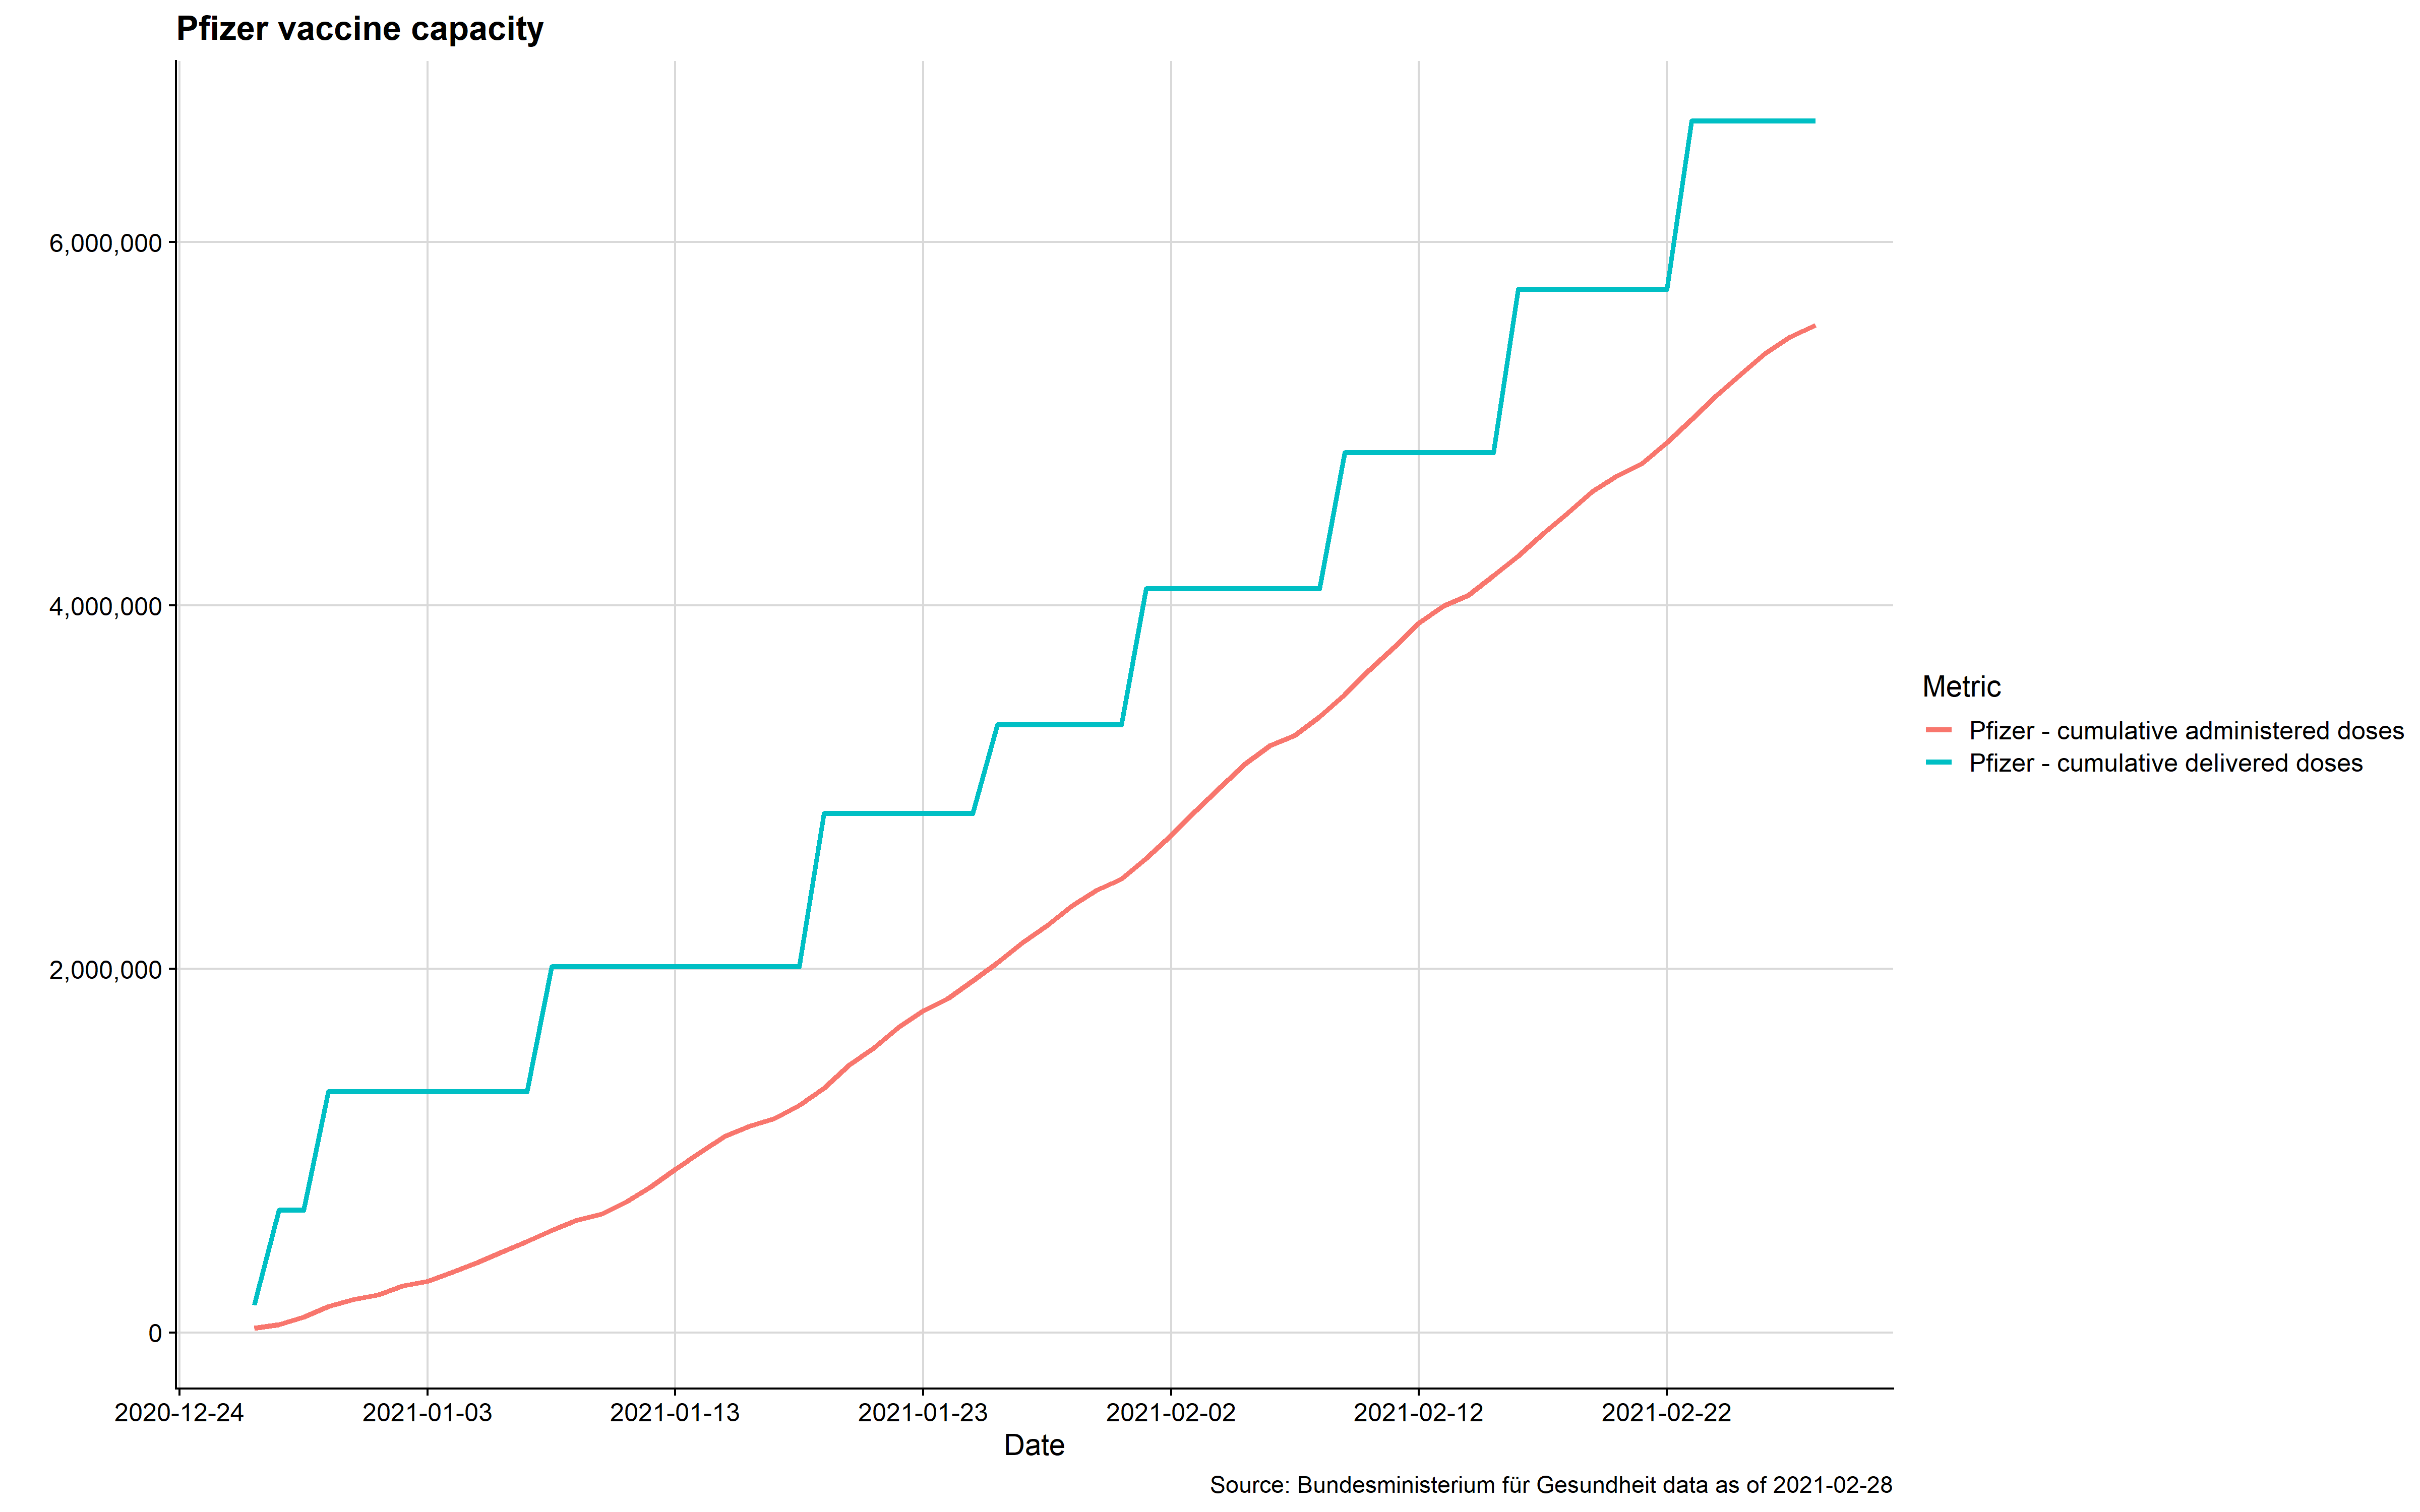 Pfizer vaccine capacity
6,000,000
4,000,000
2,000,000
0
2020-12-24 2021-01-03 2021-01-13 2021-01-23 2021-02-02 2021-02-12 2021-02-22
Date
Metric
Pfizer - cumulative administered doses
Pfizer - cumulative delivered doses
Source: Bundesministerium für Gesundheit data as of 2021-02-28